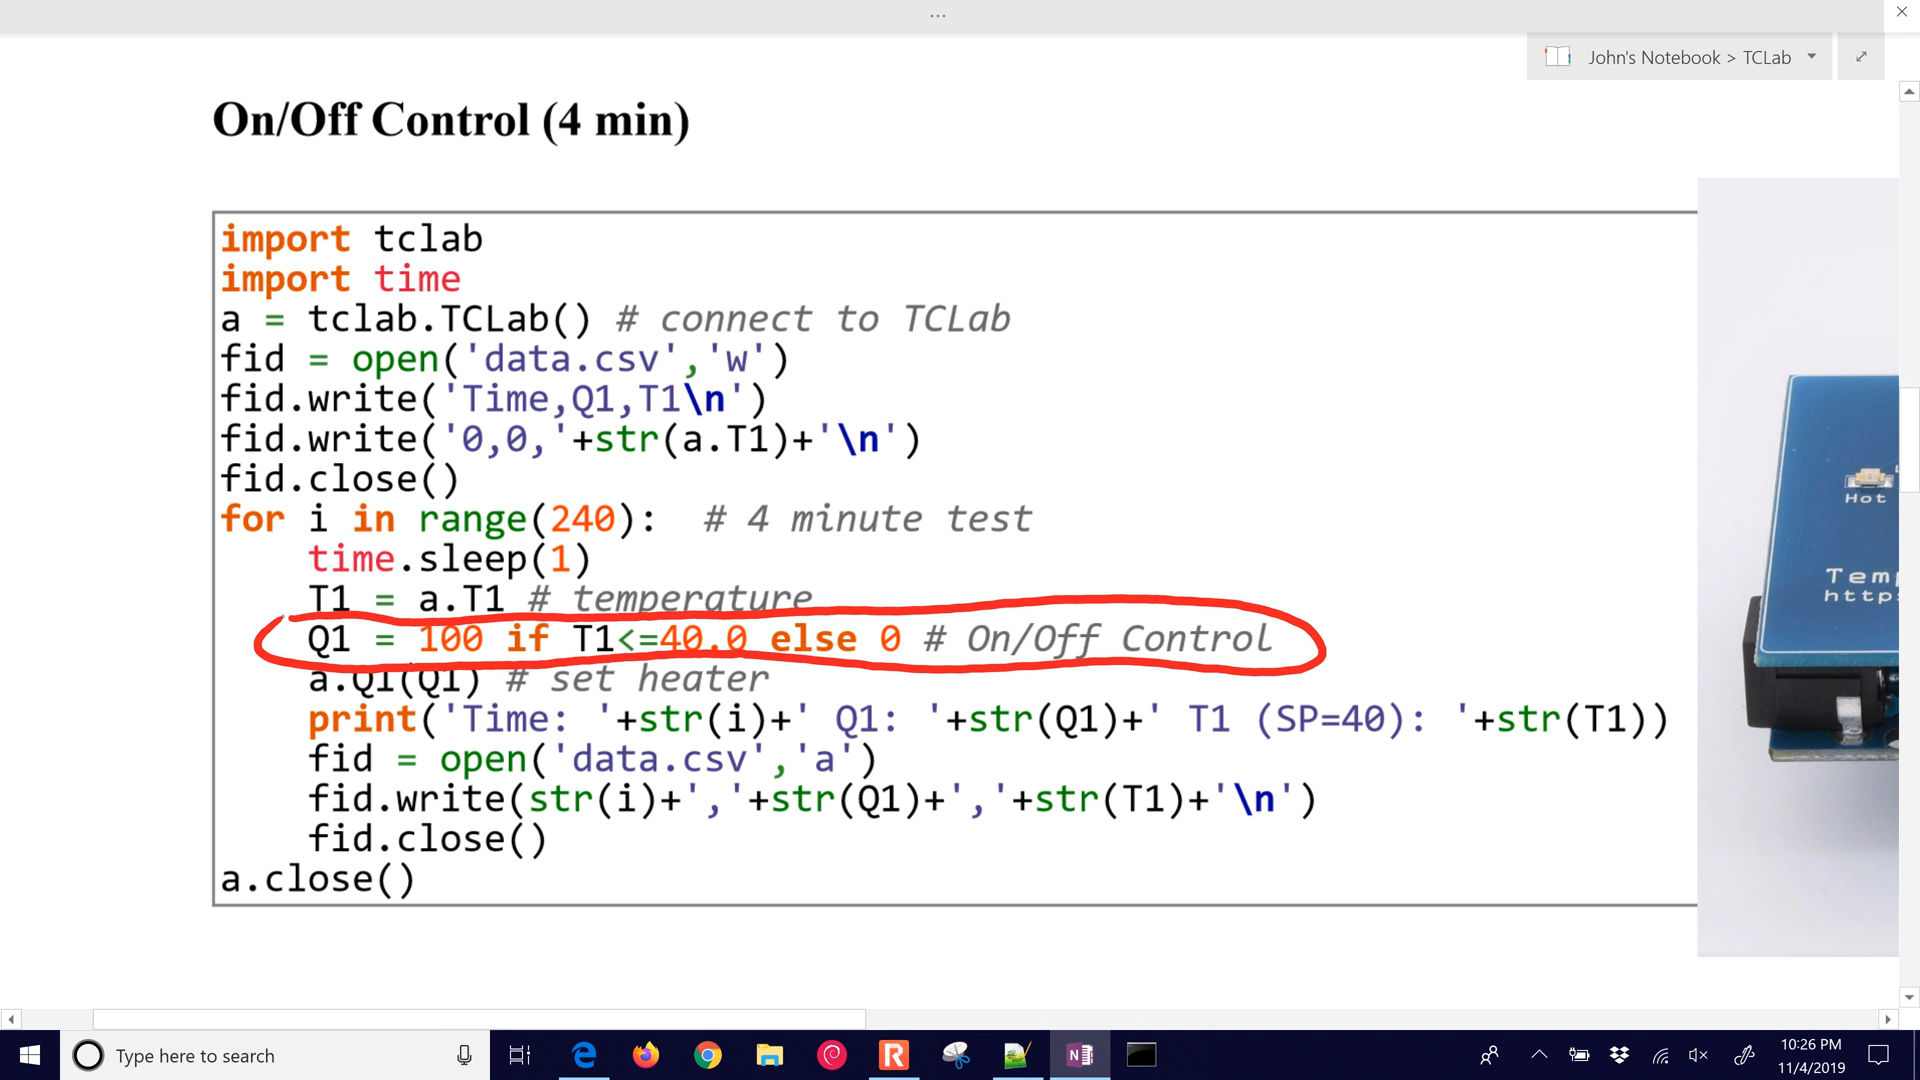 ...
John's Notebook > TCLab
On/Off Control (4 min)
import tclab
import time
a = tclab.TCLab() # connect to TCLab
fid = open('data.csv','w')
fid.write('Time,Q1,T1\n')
fid.write('0,0,'+str(a.T1)+'\n')
fid.close()
for i in range(240):  # 4 minute test
    time.sleep(1)
    T1 = a.T1 # temperature
    Q1 = 100 if T1<=40.0 else 0 # On/Off Control
    a.Q1(Q1) # set heater
    print('Time: '+str(i)+' Q1: '+str(Q1)+' T1 (SP=40): '+str(T1))
    fid = open('data.csv','a')
    fid.write(str(i)+','+str(Q1)+','+str(T1)+'\n')
    fid.close()
a.close()
Hot
Temp
https:
Type here to search
10:26 PM
11/4/2019